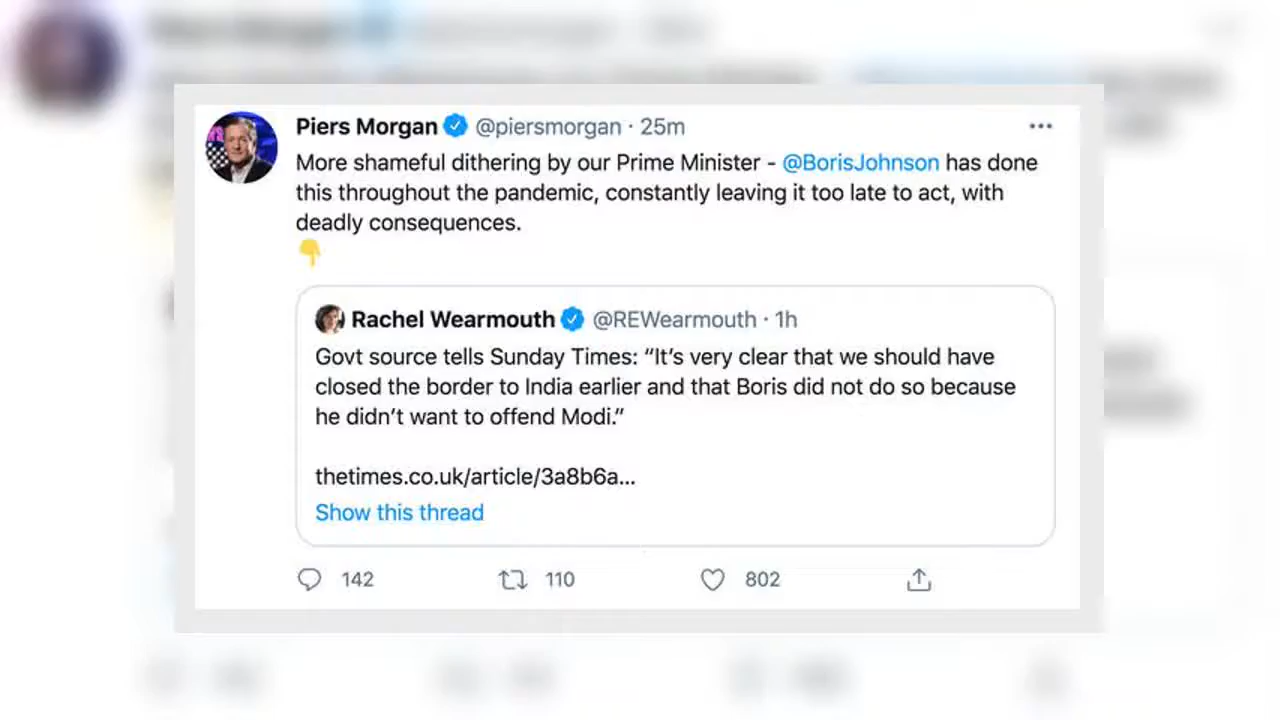 Piers Morgan @piersmorgan · 25m
More shameful dithering by our Prime Minister - @BorisJohnson has done
this throughout the pandemic, constantly leaving it too late to act, with
deadly consequences.
Rachel Wearmouth @REWearmouth · 1h
Govt source tells Sunday Times: “It’s very clear that we should have
closed the border to India earlier and that Boris did not do so because
he didn’t want to offend Modi.”
thetimes.co.uk/article/3a8b6a...
Show this thread
142 110 802